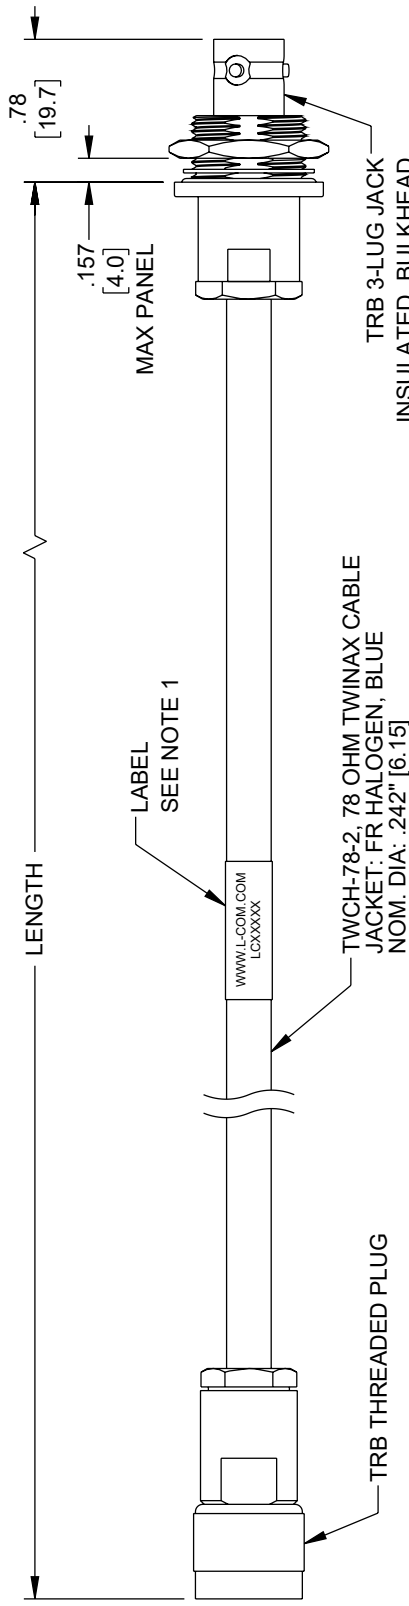 .78
[19.7]
.157
[4.0]
MAX PANEL
LENGTH
LABEL
SEE NOTE 1
WWW.L-COM.COM
LCXXXXX
TRB 3-LUG JACK
INSULATED, BULKHEAD
TWCH-78-2, 78 OHM TWINAX CABLE
JACKET: FR HALOGEN, BLUE
NOM. DIA: .242" [6.15]
TRB THREADED PLUG